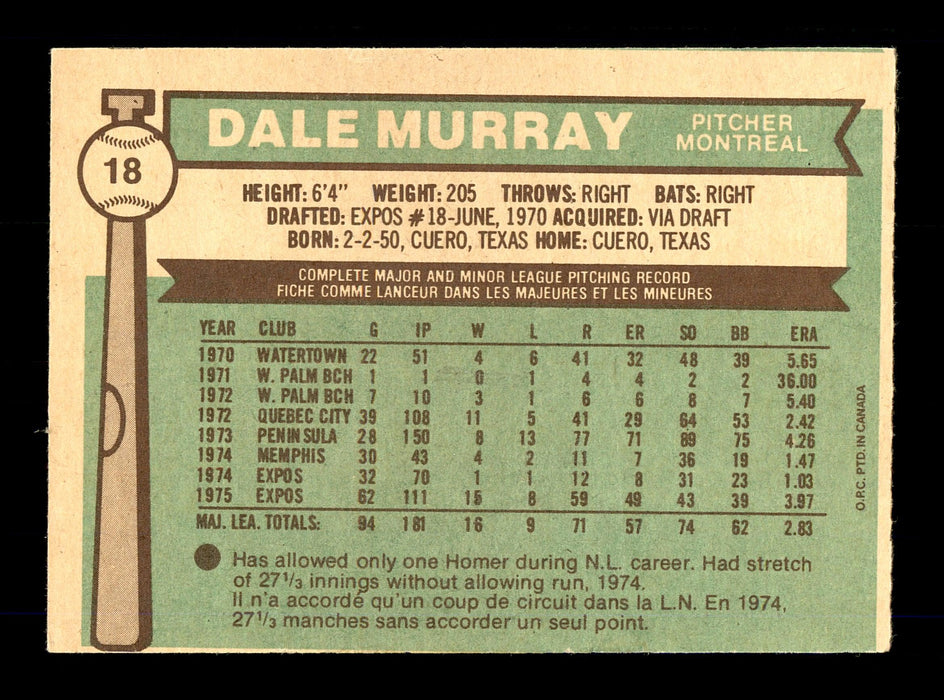 DALE MURRAY
PITCHER
MONTREAL
18
HEIGHT: 6'4" WEIGHT: 205 THROWS: RIGHT BATS: RIGHT
DRAFTED: EXPOS #18-JUNE, 1970 ACQUIRED: VIA DRAFT
BORN: 2-2-50, CUERO, TEXAS HOME: CUERO, TEXAS
COMPLETE MAJOR AND MINOR LEAGUE PITCHING RECORD
FICHE COMME LANCEUR DANS LES MAJEURES ET LES MINEURES
YEAR CLUB G IP W L R ER SO BB ERA
1970 WATERTOWN 22 51 4 6 41 32 48 39 5.65
1971 W. PALM BCH 1 1 0 1 4 4 2 2 36.00
1972 W. PALM BCH 7 10 3 1 6 6 8 7 5.40
1972 QUEBEC CITY 39 108 11 5 41 29 64 53 2.42
1973 PENINSULA 28 150 8 13 77 71 89 75 4.26
1974 MEMPHIS 30 43 4 2 11 7 36 19 1.47
1974 EXPOS 32 70 1 1 12 8 31 23 1.03
1975 EXPOS 62 111 15 8 59 49 43 39 3.97
MAJ. LEA. TOTALS: 94 181 16 9 71 57 74 62 2.83
Has allowed only one Homer during N.L. career. Had stretch
of 27 1/3 innings without allowing run, 1974.
Il n'a accordé qu'un coup de circuit dans la L.N. En 1974,
27 1/3 manches sans accorder un seul point.
O.P.C. PTD. IN CANADA